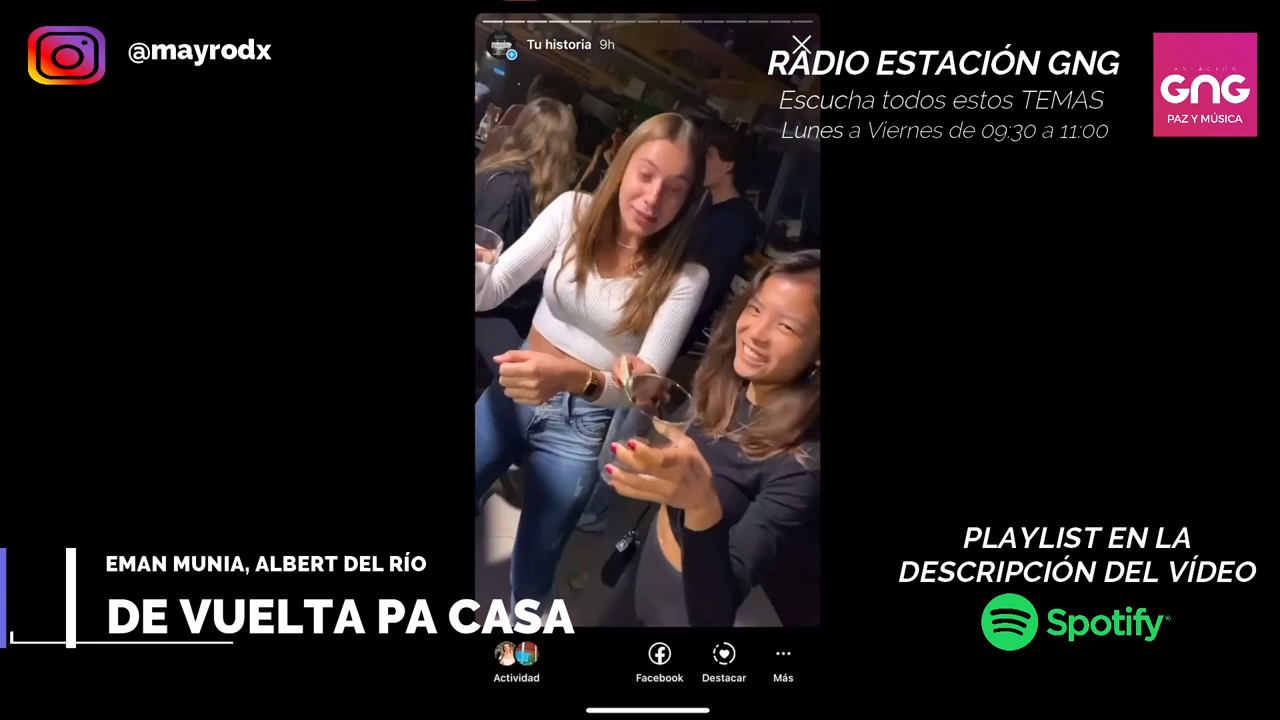 @mayrodx
Tu historia 9h
RADIO ESTACIÓN GNG
Escucha todos estos TEMAS
Lunes a Viernes de 09:30 a 11:00
ESTACIÓN
GNG
PAZ Y MÚSICA
EMAN MUNIA, ALBERT DEL RÍO
DE VUELTA PA CASA
PLAYLIST EN LA
DESCRIPCIÓN DEL VÍDEO
Spotify
Actividad
Facebook
Destacar
Más